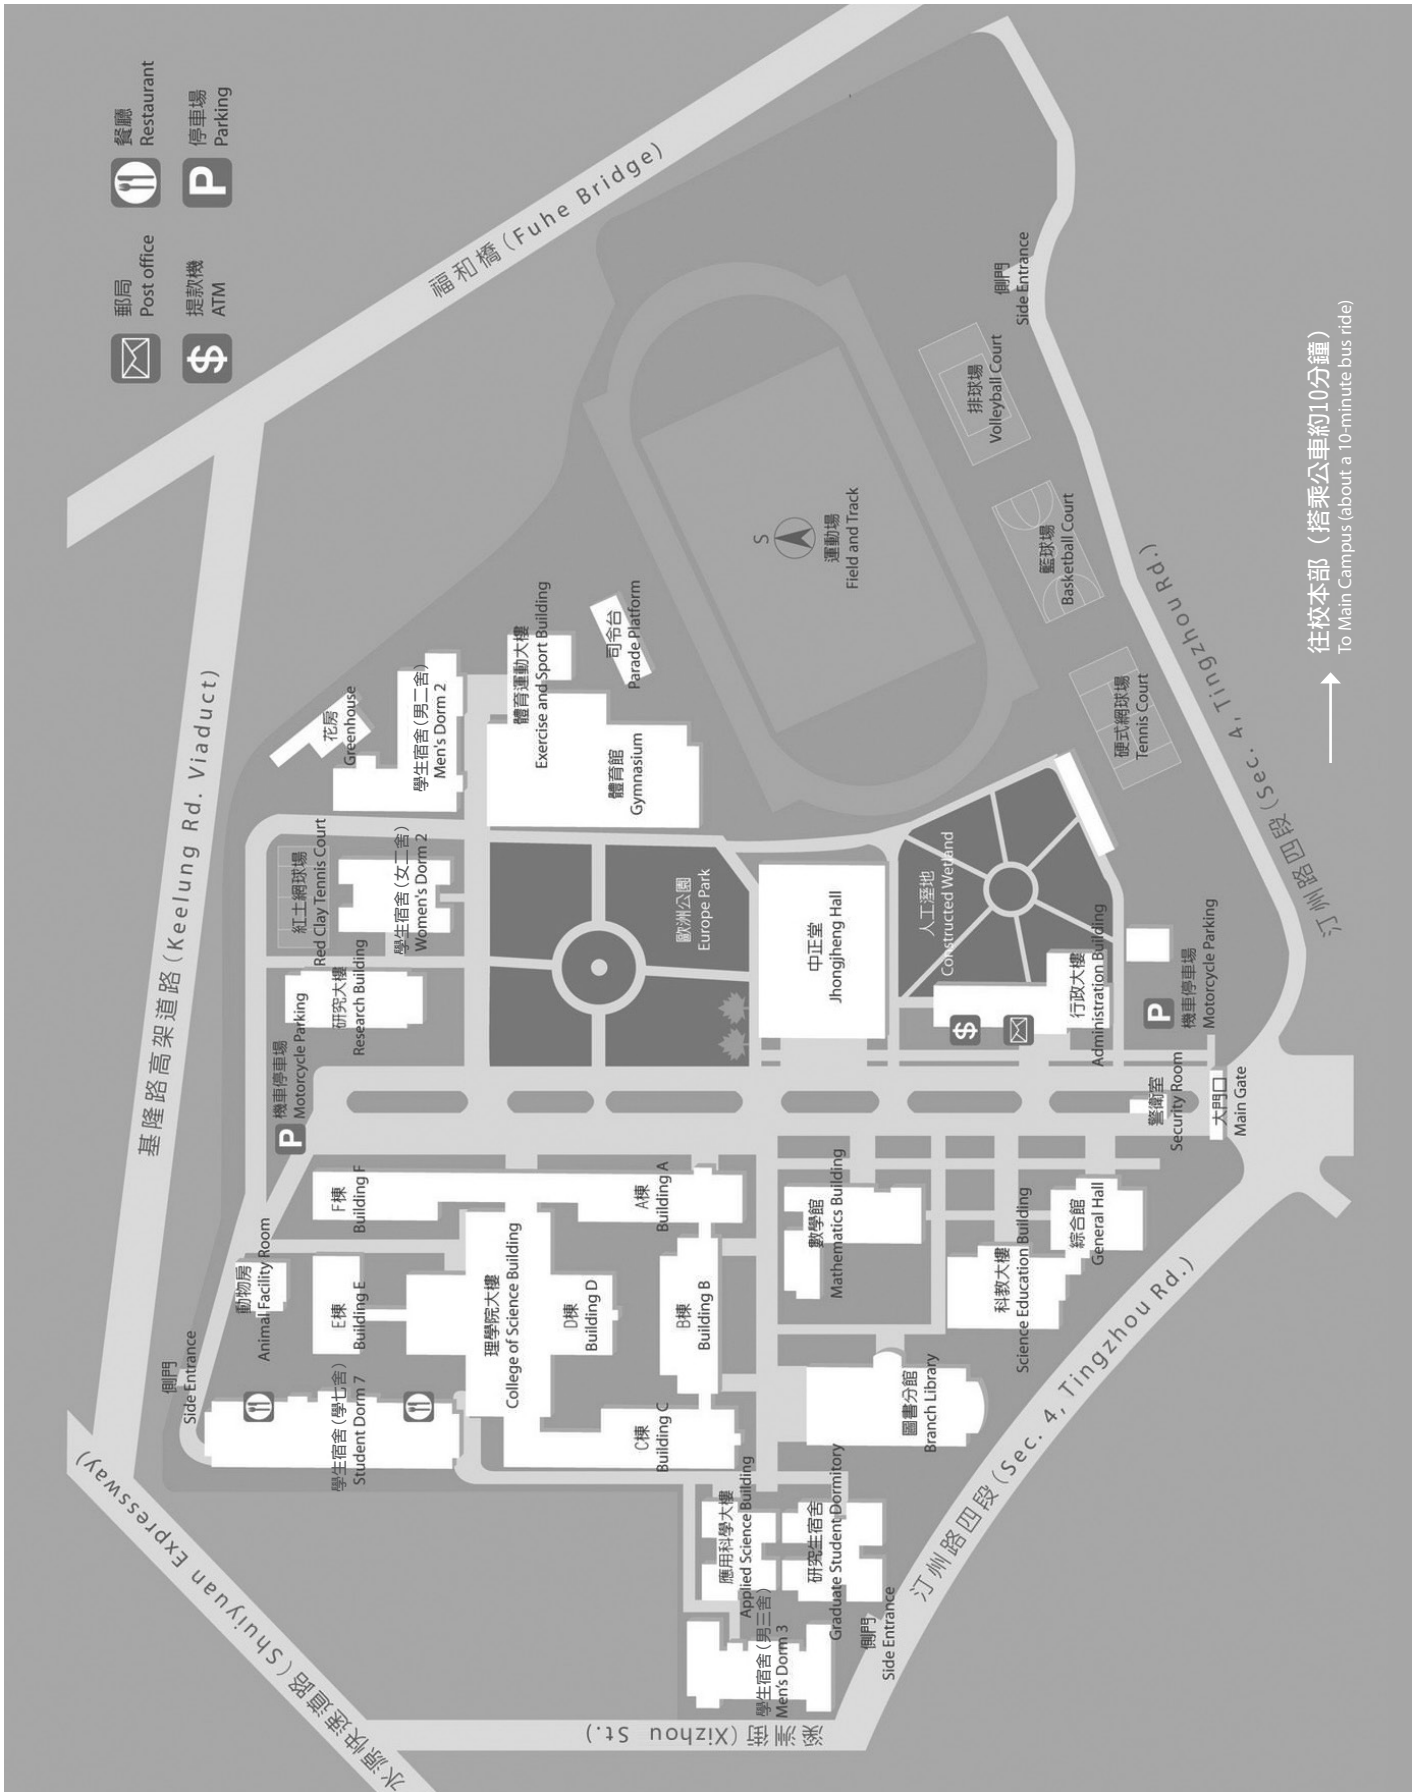 餐廳
Restaurant
停車場
Parking
郵局
Post office
提款機
ATM
P
$
福和橋 (Fuhe Bridge)
基隆路高架道路 (Keelung Rd. Viaduct)
水源快速道路 (Shuiyuan Expressway)
溪洲街 (Xizhou St.)
汀州路四段 (Sec. 4, Tingzhou Rd.)
汀州路四段 (Sec. 4, Tingzhou Rd.)
側門
Side Entrance
排球場
Volleyball Court
籃球場
Basketball Court
硬式網球場
Tennis Court
S
運動場
Field and Track
司令台
Parade Platform
體育運動大樓
Exercise and Sport Building
體育館
Gymnasium
花房
Greenhouse
學生宿舍(男二舍)
Men's Dorm 2
紅土網球場
Red Clay Tennis Court
學生宿舍(女二舍)
Women's Dorm 2
研究大樓
Research Building
歐洲公園
Europe Park
中正堂
Jhongjheng Hall
人工溼地
Constructed Wetland
行政大樓
Administration Building
$
P
機車停車場
Motorcycle Parking
P
機車停車場
Motorcycle Parking
警衛室
Security Room
大門口
Main Gate
F棟
Building F
A棟
Building A
E棟
Building E
理學院大樓
College of Science Building
D棟
Building D
B棟
Building B
C棟
Building C
動物房
Animal Facility Room
側門
Side Entrance
學生宿舍(學七舍)
Student Dorm 7
數學館
Mathematics Building
綜合館
General Hall
科教大樓
Science Education Building
圖書分館
Branch Library
應用科學大樓
Applied Science Building
研究生宿舍
Graduate Student Dormitory
學生宿舍(男三舍)
Men's Dorm 3
側門
Side Entrance
往校本部（搭乘公車約10分鐘）
To Main Campus (about a 10-minute bus ride)